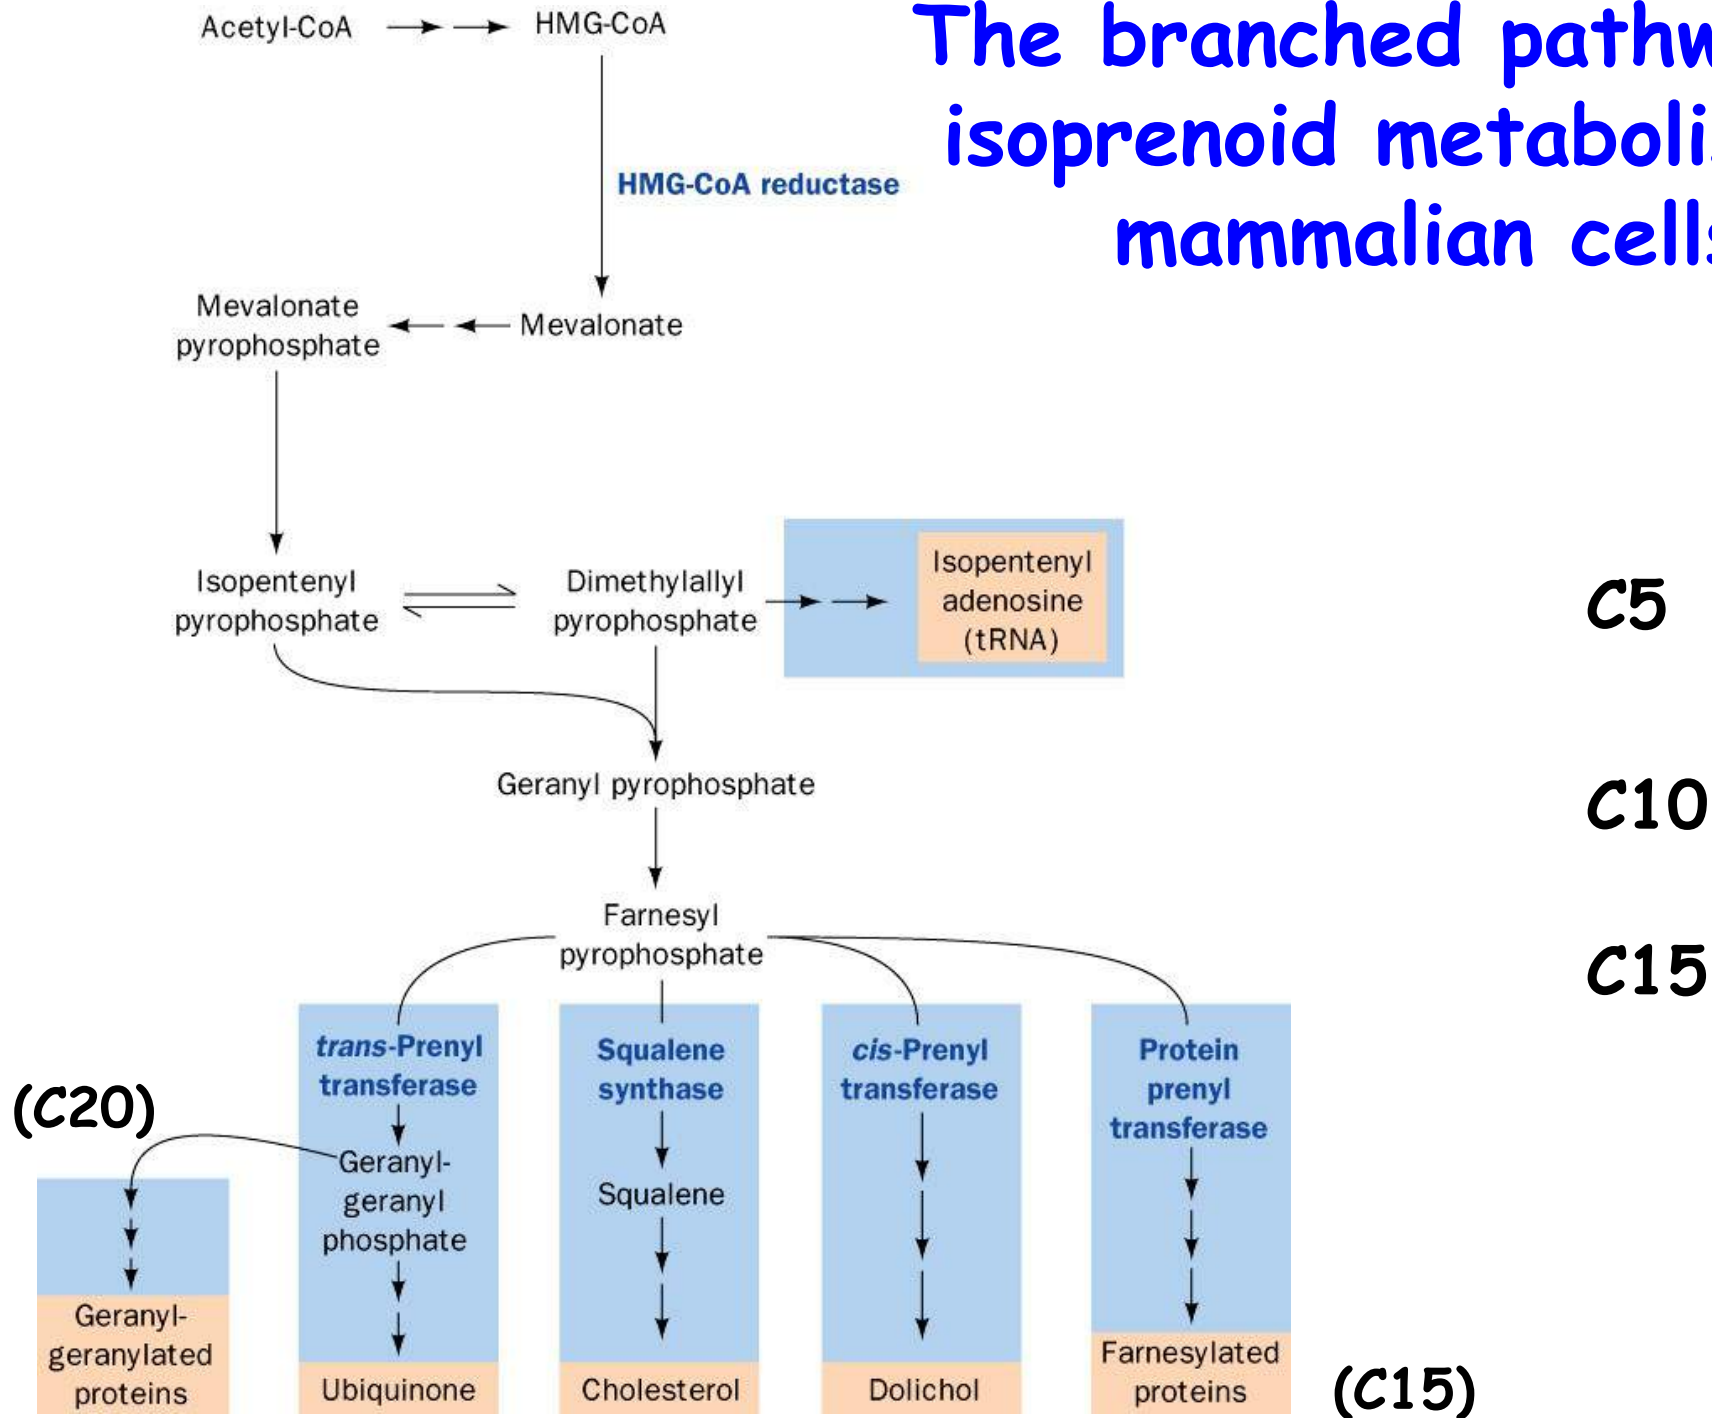 The branched pathw
isoprenoid metabolis
mammalian cells
Acetyl-CoA
HMG-CoA
HMG-CoA reductase
Mevalonate
pyrophosphate
Mevalonate
Isopentenyl
pyrophosphate
Dimethylallyl
pyrophosphate
Isopentenyl
adenosine
(tRNA)
C5
Geranyl pyrophosphate
C10
Farnesyl
pyrophosphate
C15
trans-Prenyl
transferase
Squalene
synthase
cis-Prenyl
transferase
Protein
prenyl
transferase
(C20)
Geranyl-
geranyl
phosphate
Squalene
Geranyl-
geranylated
proteins
Ubiquinone
Cholesterol
Dolichol
Farnesylated
proteins
(C15)